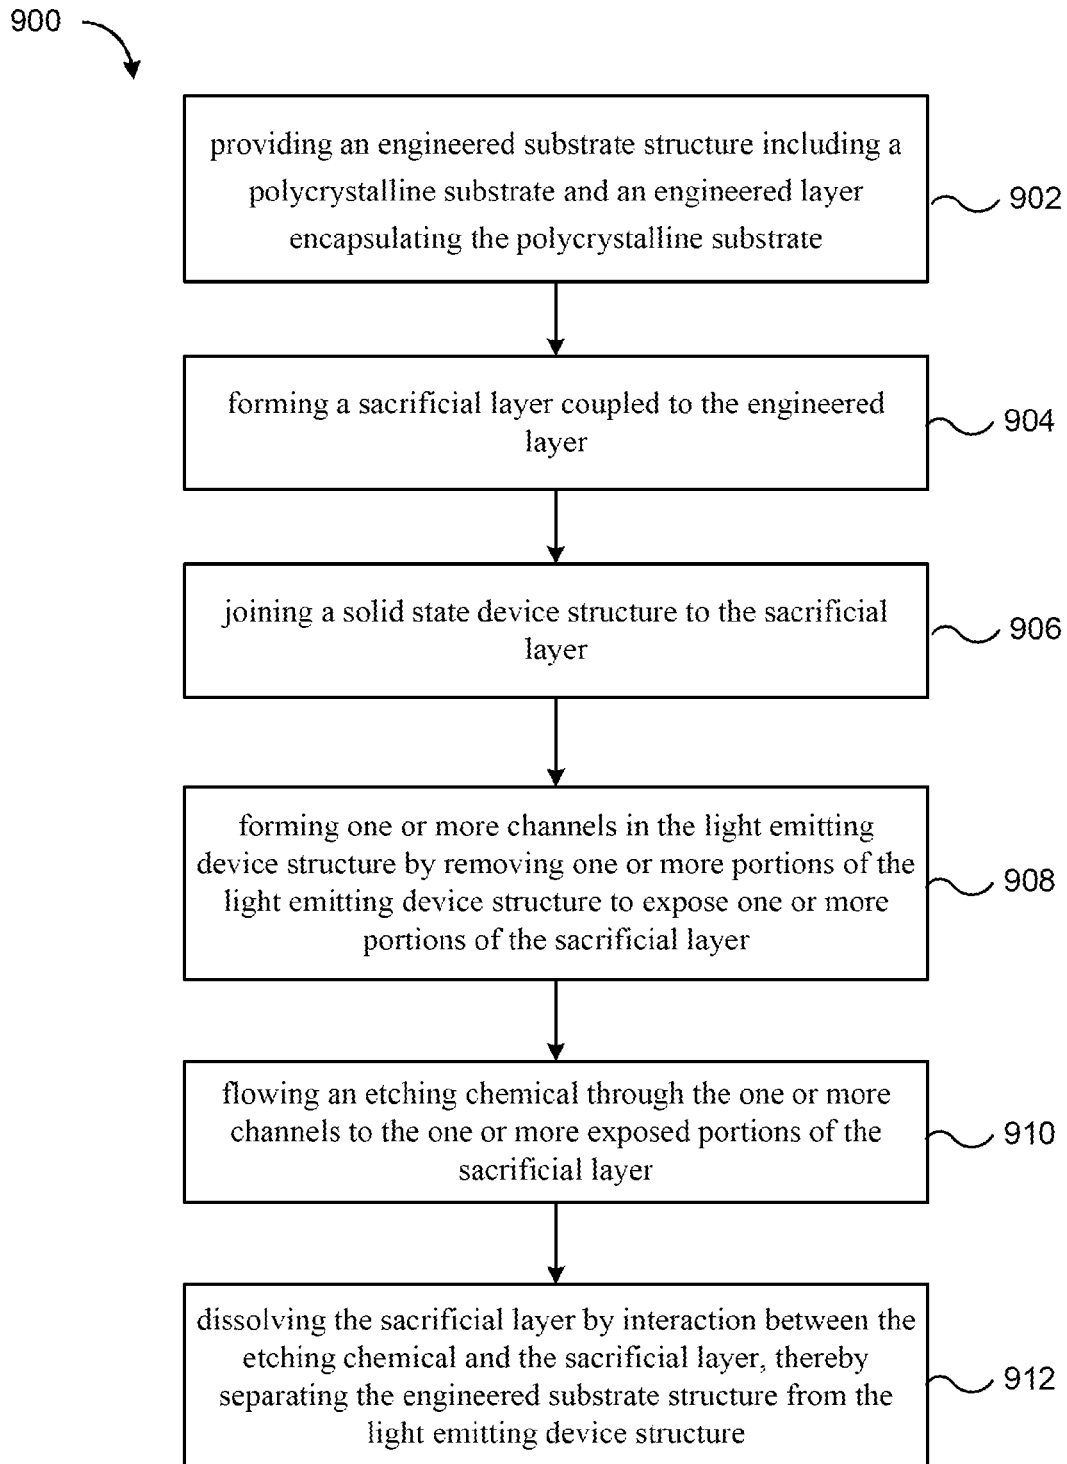 900
providing an engineered substrate structure including a
polycrystalline substrate and an engineered layer
encapsulating the polycrystalline substrate
902
forming a sacrificial layer coupled to the engineered
layer
904
joining a solid state device structure to the sacrificial
layer
906
forming one or more channels in the light emitting
device structure by removing one or more portions of the
light emitting device structure to expose one or more
portions of the sacrificial layer
908
flowing an etching chemical through the one or more
channels to the one or more exposed portions of the
sacrificial layer
910
dissolving the sacrificial layer by interaction between the
etching chemical and the sacrificial layer, thereby
separating the engineered substrate structure from the
light emitting device structure
912